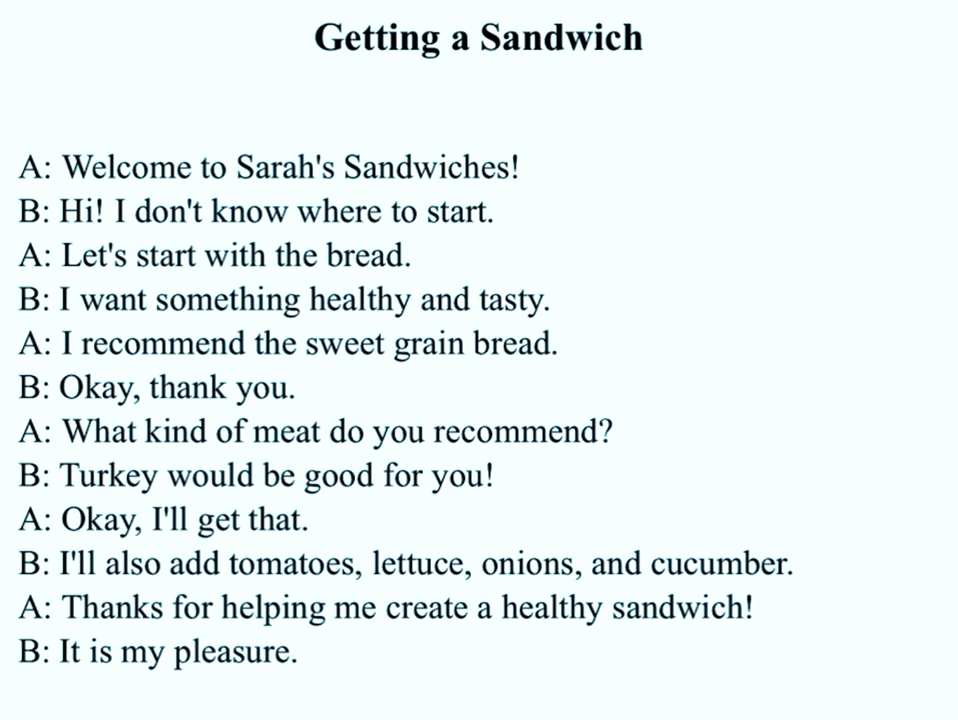 Getting a Sandwich
A: Welcome to Sarah's Sandwiches!
B: Hi! I don't know where to start.
A: Let's start with the bread.
B: I want something healthy and tasty.
A: I recommend the sweet grain bread.
B: Okay, thank you.
A: What kind of meat do you recommend?
B: Turkey would be good for you!
A: Okay, I'll get that.
B: I'll also add tomatoes, lettuce, onions, and cucumber.
A: Thanks for helping me create a healthy sandwich!
B: It is my pleasure.